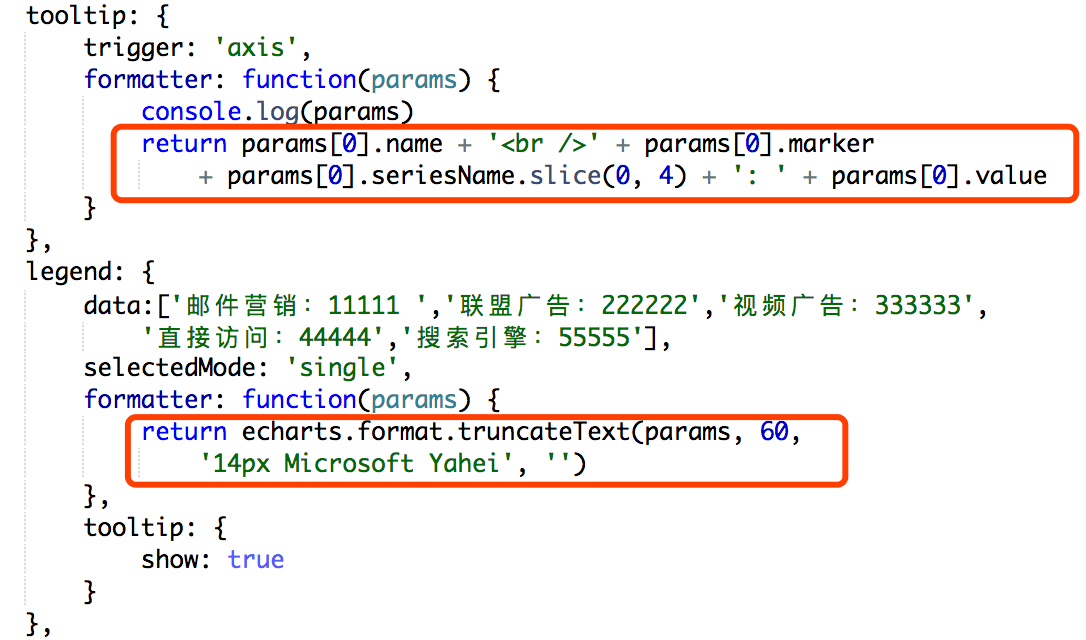 tooltip: {
    trigger: 'axis',
    formatter: function(params) {
        console.log(params)
        return params[0].name + '<br />' + params[0].marker
            + params[0].seriesName.slice(0, 4) + ': ' + params[0].value
    }
},
legend: {
    data:['邮件营销：11111 ','联盟广告：222222','视频广告：333333',
        '直接访问：44444','搜索引擎：55555'],
    selectedMode: 'single',
    formatter: function(params) {
        return echarts.format.truncateText(params, 60,
            '14px Microsoft Yahei', '')
    },
    tooltip: {
        show: true
    }
},